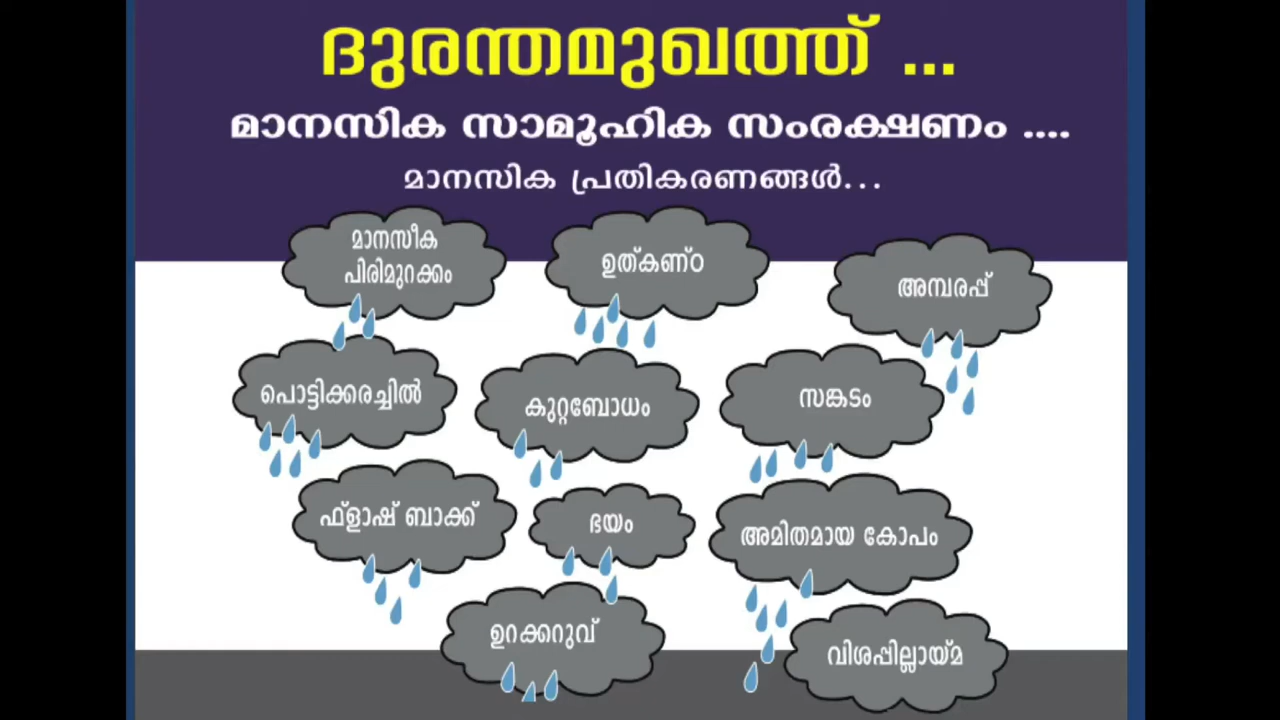 ദുരന്തമുഖത്ത് ...
മാനസിക സാമൂഹിക സംരക്ഷണം ....
മാനസിക പ്രതികരണങ്ങൾ...
മാനസീക
പിരിമുറക്കം
ഉത്കണ്ഠ
അമ്പരപ്പ്
പൊട്ടിക്കരച്ചിൽ
കുറ്റബോധം
സങ്കടം
ഫ്ളാഷ് ബാക്ക്
ഭയം
അമിതമായ കോപം
ഉറക്കറുവ്
വിശപ്പില്ലായ്മ